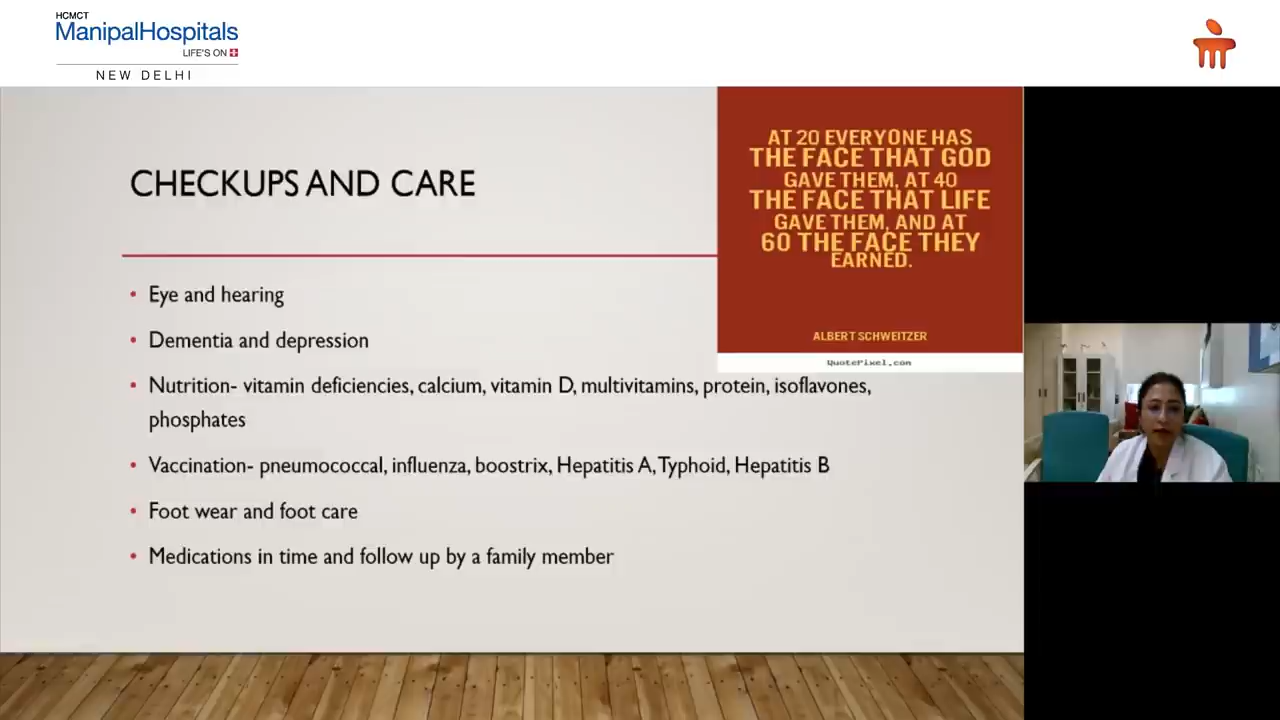 HCMCT
ManipalHospitals
LIFE'S ON
NEW DELHI
CHECKUPS AND CARE
AT 20 EVERYONE HAS
THE FACE THAT GOD
GAVE THEM, AT 40
THE FACE THAT LIFE
GAVE THEM, AND AT
60 THE FACE THEY
EARNED.
ALBERT SCHWEITZER
QuotePixel.com
• Eye and hearing
• Dementia and depression
• Nutrition- vitamin deficiencies, calcium, vitamin D, multivitamins, protein, isoflavones,
phosphates
• Vaccination- pneumococcal, influenza, boostrix, Hepatitis A, Typhoid, Hepatitis B
• Foot wear and foot care
• Medications in time and follow up by a family member